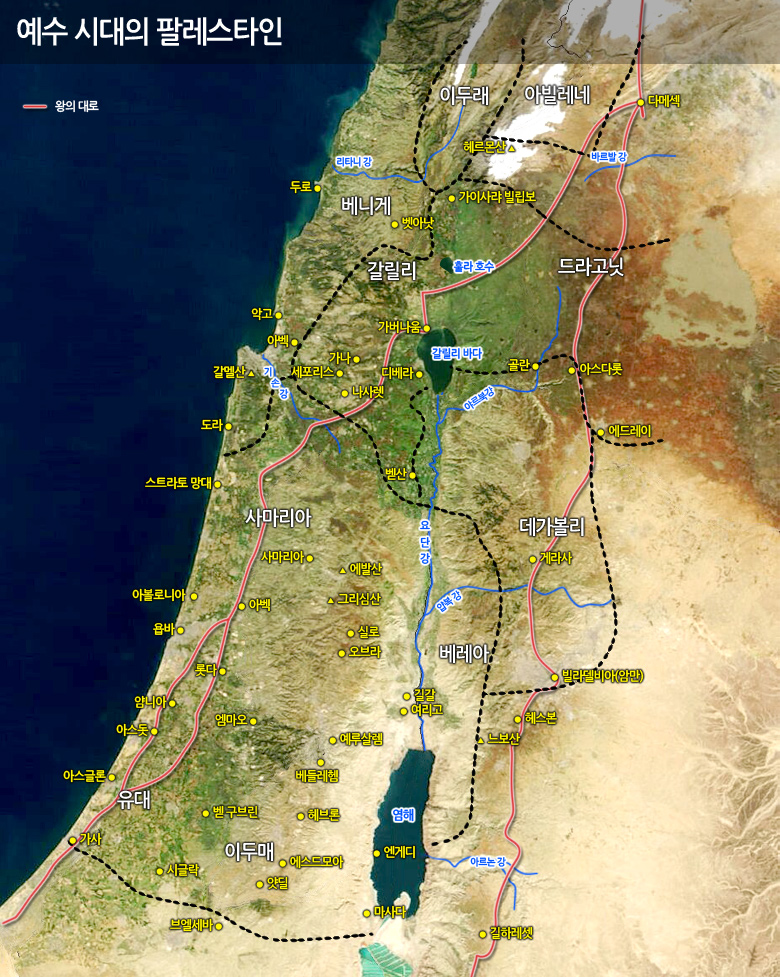 예수 시대의 팔레스타인
왕의 대로
이두래
아빌레네
다메섹
헤르몬산
바르발 강
리타니 강
두로
가이사랴 빌립보
베니게
벳아낫
갈릴리
훌라 호수
드라고닛
악고
가버나움
아벡
가나
갈릴리 바다
갈멜산
기손강
세포리스
디베랴
골란
아스다롯
나사렛
야르묵강
도라
에드레이
벧산
스트라토 망대
사마리아
요단강
데가볼리
사마리아
에발산
게라사
아볼로니아
아벡
그리심산
얍복 강
욥바
실로
오브라
베레아
롯다
빌라델비아(암만)
길갈
얌니아
여리고
엠마오
헤스본
아스돗
예루살렘
느보산
베들레헴
아스글론
유대
벧 구브린
헤브론
염해
가사
이두매
엔게디
시글락
에스드모아
아르논 강
얏딜
마사다
브엘세바
길하레셋